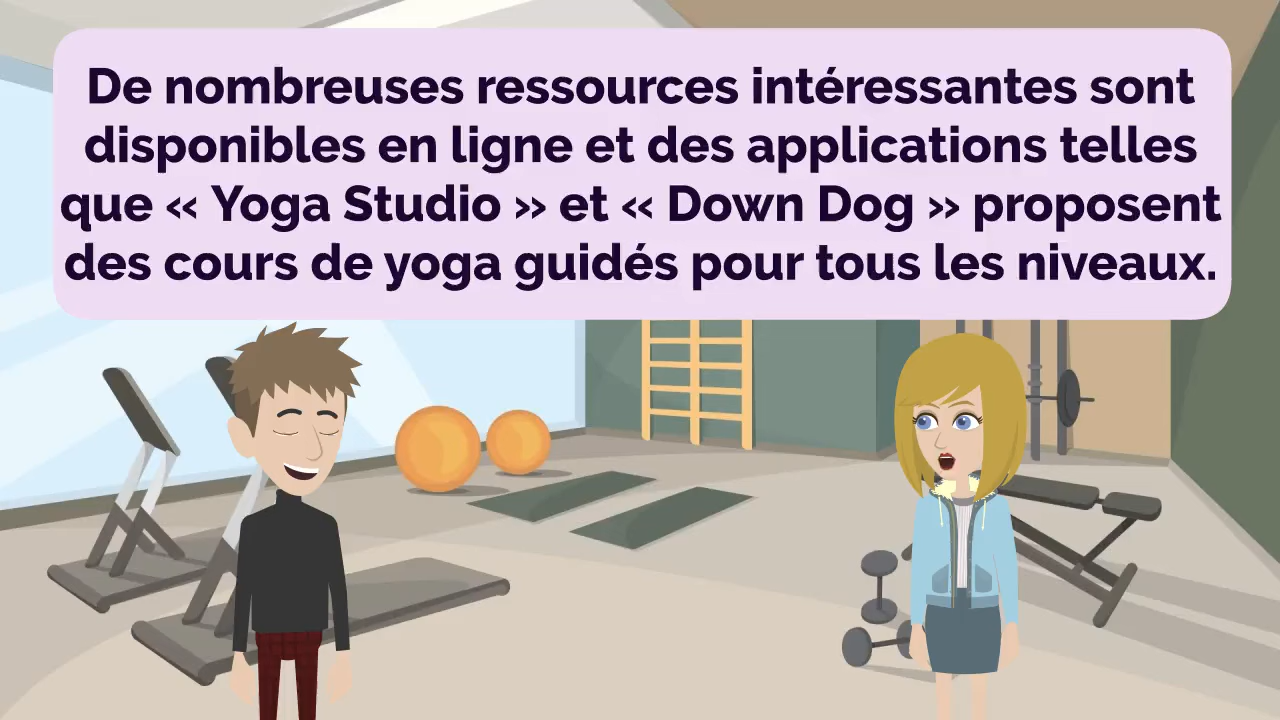 De nombreuses ressources intéressantes sont
disponibles en ligne et des applications telles
que « Yoga Studio » et « Down Dog » proposent
des cours de yoga guidés pour tous les niveaux.